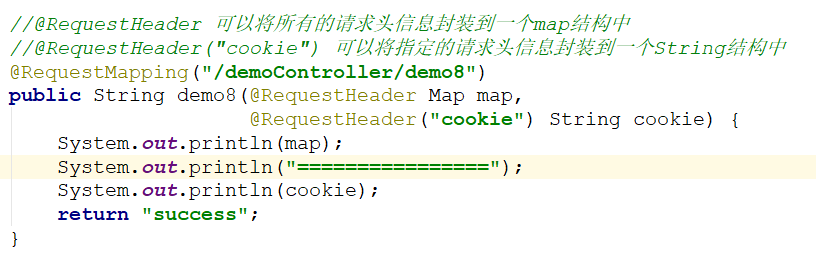 //@RequestHeader 可以将所有的请求头信息封装到一个map结构中
//@RequestHeader("cookie") 可以将指定的请求头信息封装到一个String结构中
@RequestMapping("/demoController/demo8")
public String demo8(@RequestHeader Map map,
                    @RequestHeader("cookie") String cookie) {
    System.out.println(map);
    System.out.println("================");
    System.out.println(cookie);
    return "success";
}